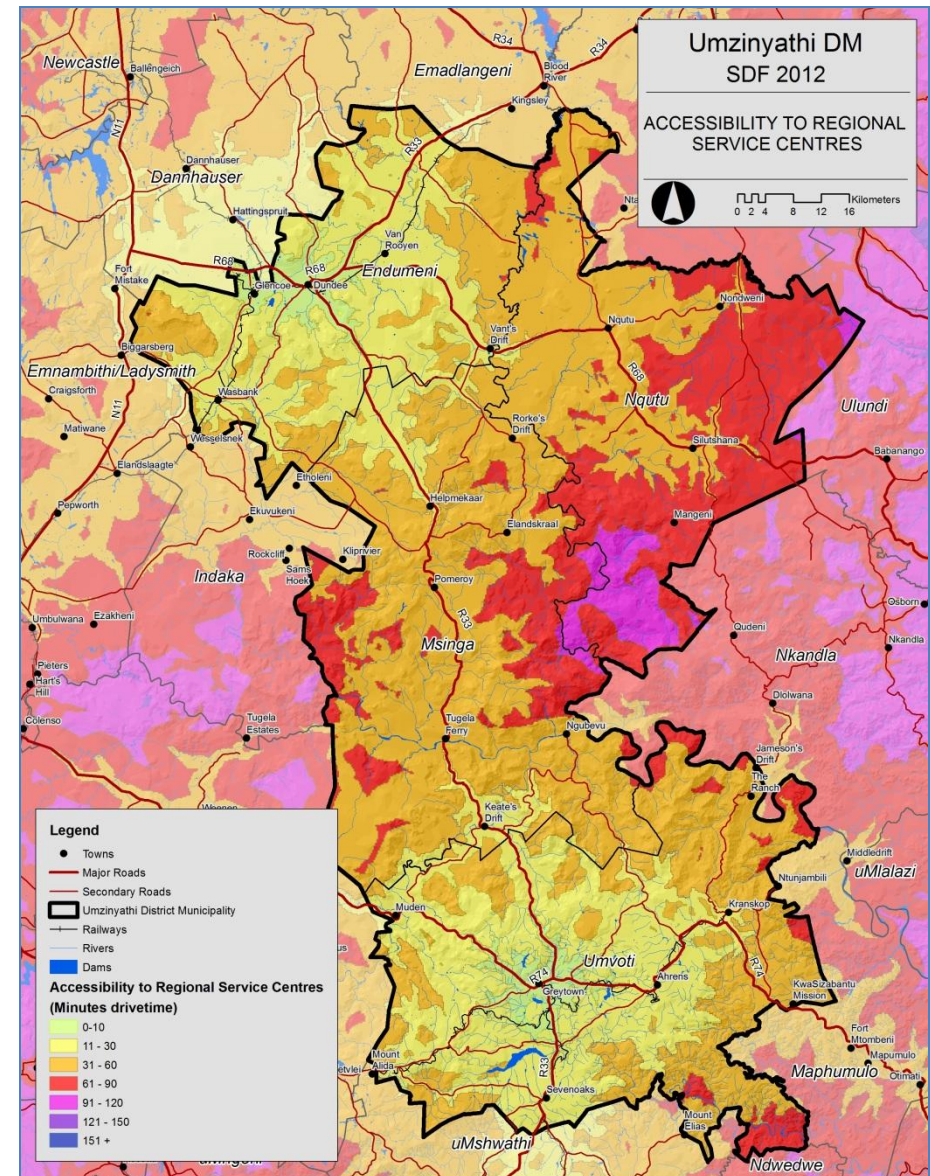 Umzinyathi DM
SDF 2012
ACCESSIBILITY TO REGIONAL
SERVICE CENTRES
Kilometers
0 2 4 8 12 16
Newcastle
Ballengeich
Emadlangeni
R34
R34
Blood
River
Kingsley
N11
R33
Dannhauser
Dannhauser
Hattingspruit
Van
Rooyen
Endumeni
R68
R68
Fort
Mistake
Glencoe
Dundee
Nondweni
Nqutu
Vant's
Drift
Biggarsberg
Emnambithi/Ladysmith
R68
Craigsforth
Wasbank
Nqutu
Ulundi
N11
Matiwane
Rorke's
Drift
Wesselsnek
Silutshana
Babanango
Elandslaagte
Etholeni
Pepworth
Helpmekaar
Ekuvukeni
Mangeni
Elandskraal
Rockcliff
Kliprivier
Sams
Hoek
Indaka
Pomeroy
Osborn
R33
Umbulwana
Ezakheni
Qudeni
Msinga
Nkandla
Nkandla
Pieters
Hart's
Hill
Dlolwana
Colenso
Tugela
Estates
Tugela
Ferry
Ngubevu
Jameson's
Drift
The
Ranch
Keate's
Drift
Middledrift
uMlalazi
Ntunjambili
Muden
Kranskop
Umvoti
R74
R74
Greytown
Ahrens
KwaSizabantu
Mission
Fort
Mtombeni
Mapumulo
Mount
Alida
R33
Maphumulo
Otimati
Sevenoaks
Mount
Elias
uMshwathi
Ndwedwe
Legend
Towns
Major Roads
Secondary Roads
Umzinyathi District Municipality
Railways
Rivers
Dams
Accessibility to Regional Service Centres
(Minutes drivetime)
0-10
11 - 30
31 - 60
61 - 90
91 - 120
121 - 150
151 +